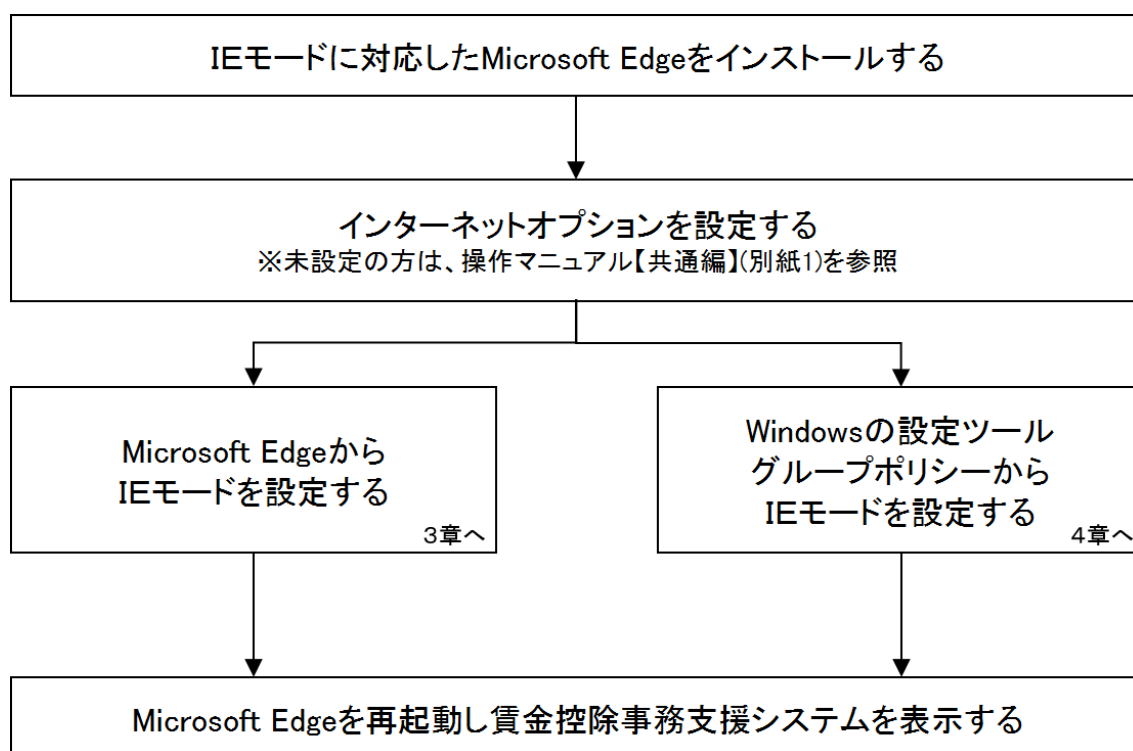 IEモードに対応したMicrosoft Edgeをインストールする
インターネットオプションを設定する
※未設定の方は、操作マニュアル【共通編】(別紙1)を参照
Microsoft Edgeから
IEモードを設定する
3章へ
Windowsの設定ツール
グループポリシーから
IEモードを設定する
4章へ
Microsoft Edgeを再起動し賃金控除事務支援システムを表示する